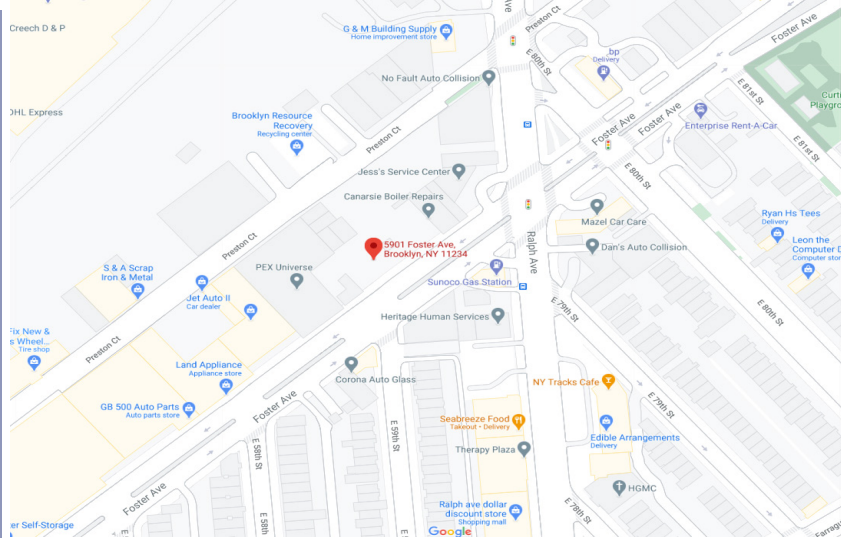 Creech D & P
G & M Building Supply
Home improvement store
Preston Ct
Ave
Foster Ave
bp
Delivery
E 80th St
No Fault Auto Collision
E 81st St
DHL Express
Brooklyn Resource
Recovery
Recycling center
Preston Ct
Foster Ave
Foster Ave
Enterprise Rent-A-Car
Curti
Playgro
Jess's Service Center
E 80th St
Canarsie Boiler Repairs
Mazel Car Care
Ryan Hs Tees
Delivery
Preston Ct
5901 Foster Ave,
Brooklyn, NY 11234
Ralph Ave
Dan's Auto Collision
Leon the
Computer D
Computer stor
S & A Scrap
Iron & Metal
PEX Universe
Sunoco Gas Station
Jet Auto II
Car dealer
E 79th St
E 80th St
Heritage Human Services
Fix New &
s Wheel...
Tire shop
Preston Ct
Land Appliance
Appliance store
Corona Auto Glass
NY Tracks Cafe
E 79th St
GB 500 Auto Parts
Auto parts store
Foster Ave
E 58th St
E 59th St
Seabreeze Food
Takeout • Delivery
Edible Arrangements
Delivery
Therapy Plaza
Foster Ave
HGMC
E 78th St
Ralph ave dollar
discount store
Shopping mall
er Self-Storage
E 58th
Farragu
Google